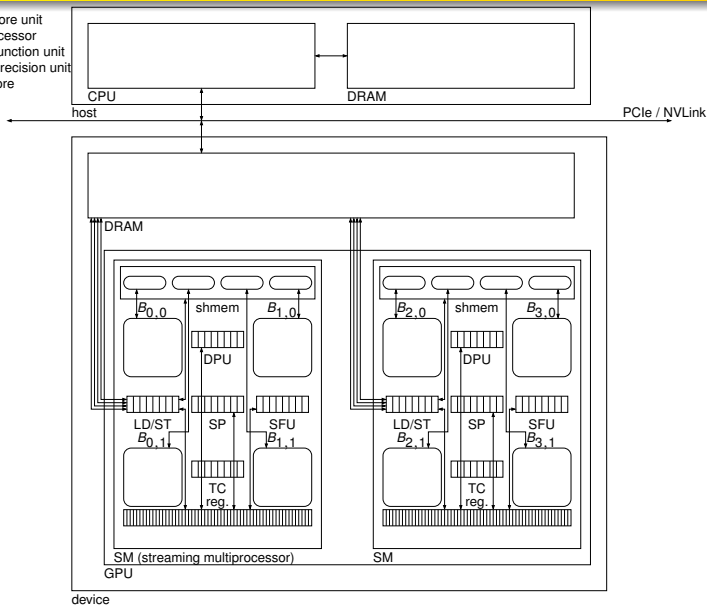 ore unit
cessor
unction unit
recision unit
ore
CPU
DRAM
host
PCIe / NVLink
DRAM
B0,0
shmem
B1,0
B2,0
shmem
B3,0
DPU
DPU
LD/ST
SP
SFU
LD/ST
SP
SFU
B0,1
B1,1
B2,1
B3,1
TC
TC
reg.
reg.
SM (streaming multiprocessor)
SM
GPU
device